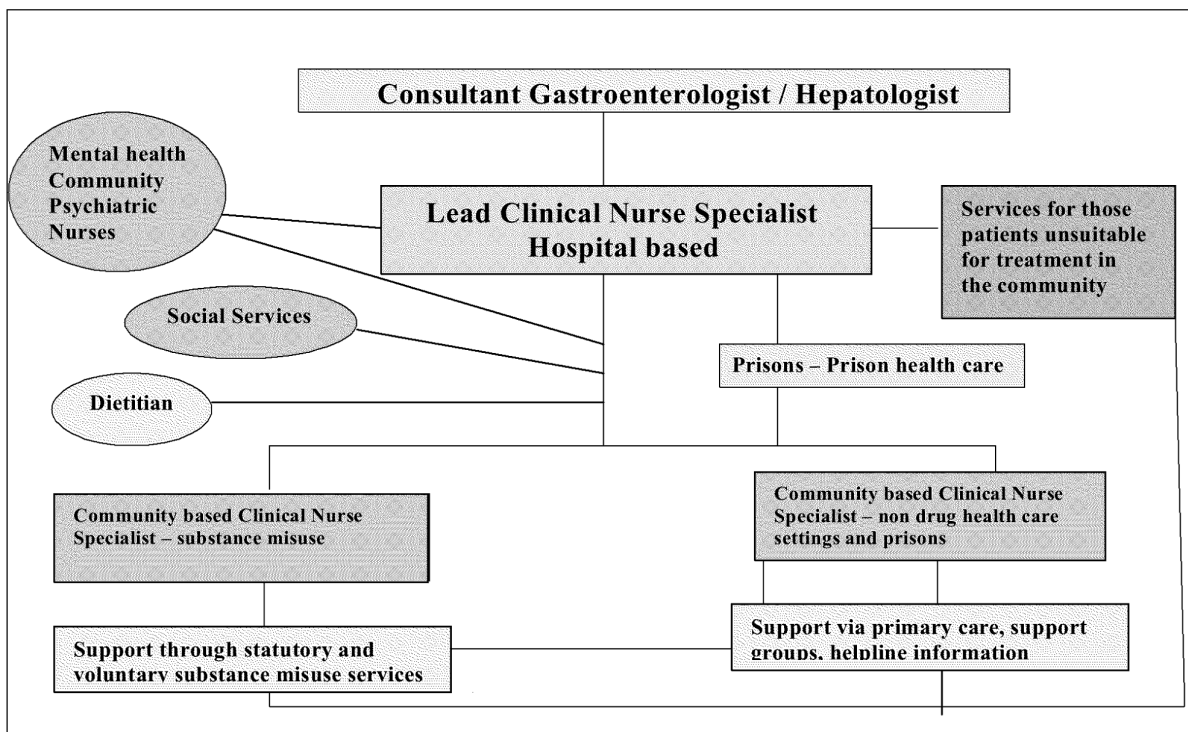 Consultant Gastroenterologist / Hepatologist
Mental health
Community
Psychiatric
Nurses
Lead Clinical Nurse Specialist
Hospital based
Services for those
patients unsuitable
for treatment in
the community
Social Services
Prisons – Prison health care
Dietitian
Community based Clinical Nurse
Specialist – substance misuse
Community based Clinical Nurse
Specialist – non drug health care
settings and prisons
Support through statutory and
voluntary substance misuse services
Support via primary care, support
groups, helpline information